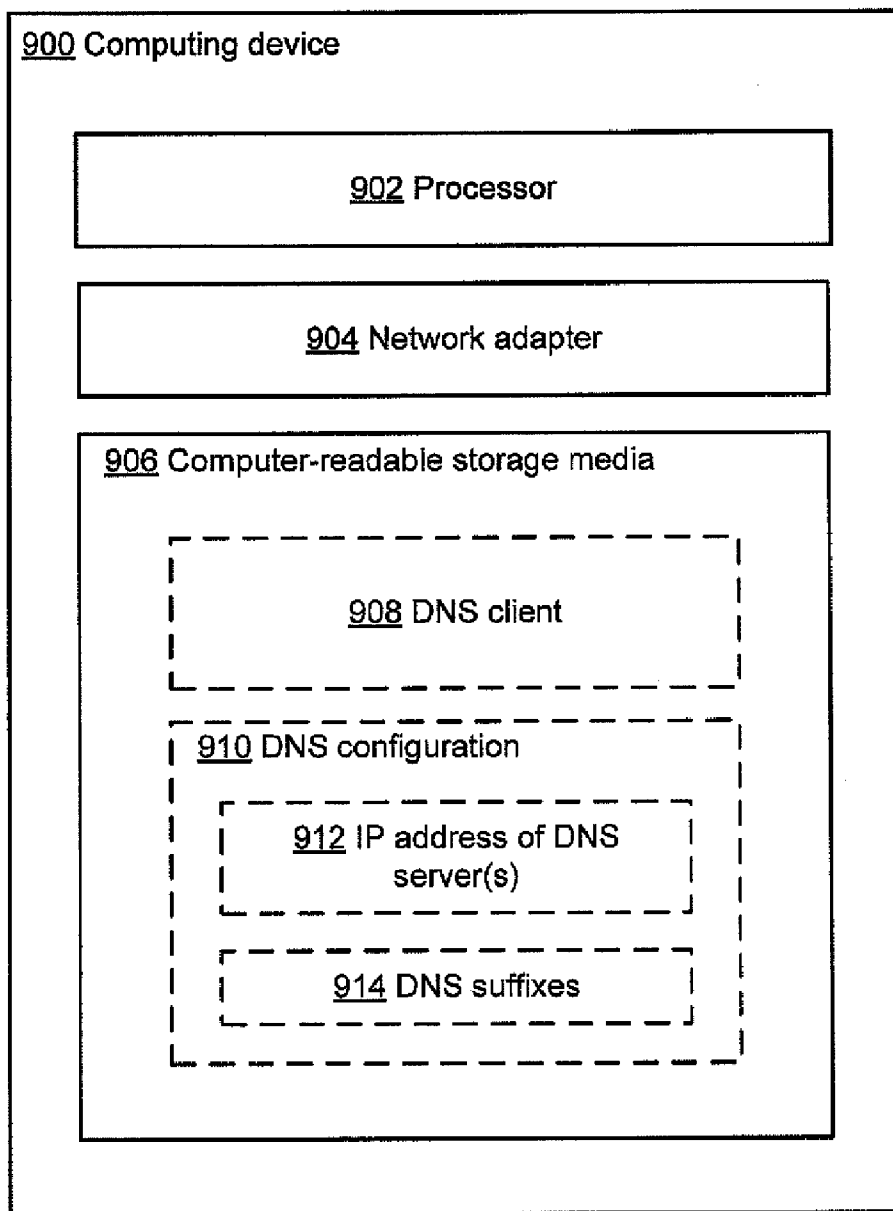 900 Computing device
902 Processor
904 Network adapter
906 Computer-readable storage media
908 DNS client
910 DNS configuration
912 IP address of DNS
server(s)
914 DNS suffixes